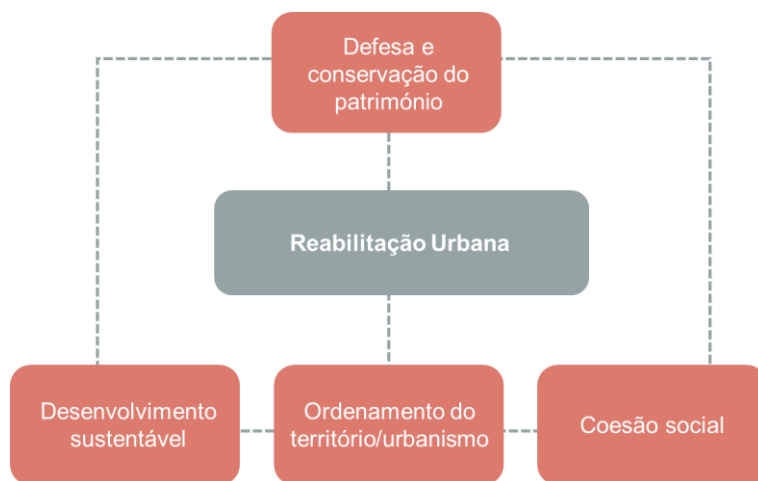 Defesa e
conservação do
património
Reabilitação Urbana
Desenvolvimento
sustentável
Ordenamento do
território/urbanismo
Coesão social